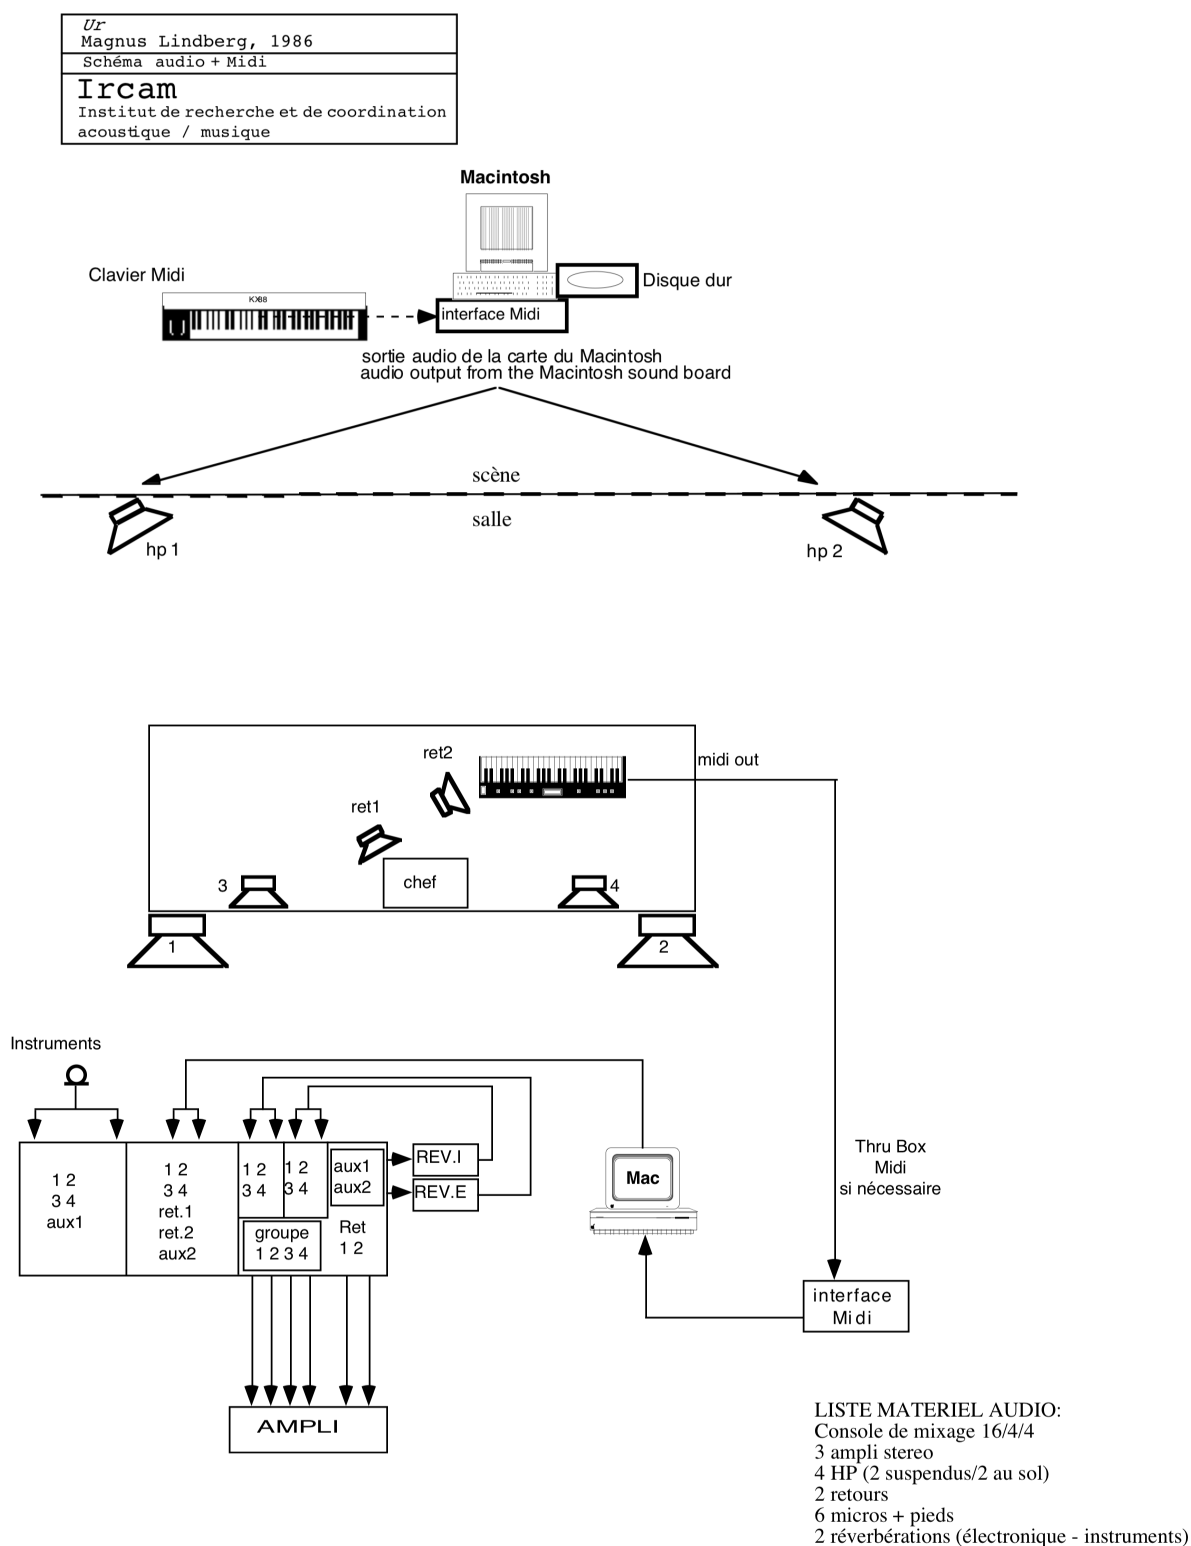 Ur
Magnus Lindberg, 1986
Schéma audio + Midi
Ircam
Institut de recherche et de coordination
acoustique / musique
Macintosh
Clavier Midi
KX88
Disque dur
interface Midi
sortie audio de la carte du Macintosh
audio output from the Macintosh sound board
scène
salle
hp 1
hp 2
ret2
midi out
ret1
chef
3
4
1
2
Instruments
1 2
3 4
aux1
1 2
3 4
ret.1
ret.2
aux2
1 2
3 4
1 2
3 4
aux1
aux2
REV.I
REV.E
groupe
1 2 3 4
Ret
1 2
Mac
Thru Box
Midi
si nécessaire
interface
Midi
AMPLI
LISTE MATERIEL AUDIO:
Console de mixage 16/4/4
3 ampli stereo
4 HP (2 suspendus/2 au sol)
2 retours
6 micros + pieds
2 réverbérations (électronique - instruments)